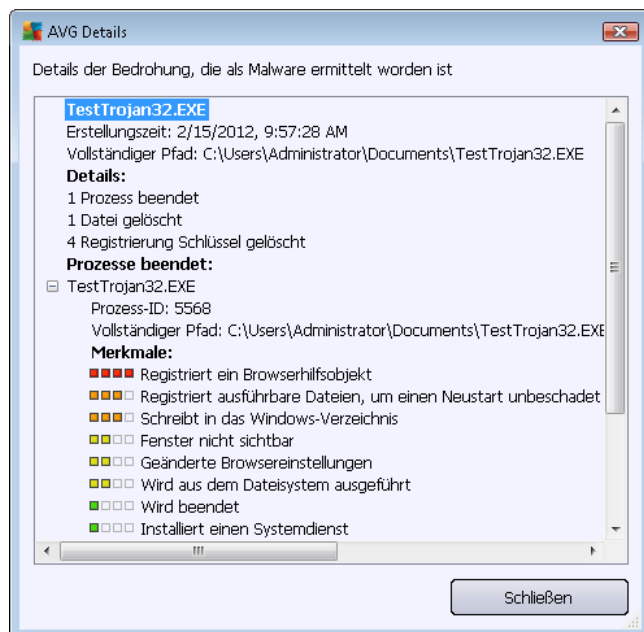 AVG Details
Details der Bedrohung, die als Malware ermittelt worden ist
TestTrojan32.EXE
Erstellungszeit: 2/15/2012, 9:57:28 AM
Vollständiger Pfad: C:\Users\Administrator\Documents\TestTrojan32.EXE
Details:
1 Prozess beendet
1 Datei gelöscht
4 Registrierung Schlüssel gelöscht
Prozesse beendet:
TestTrojan32.EXE
Prozess-ID: 5568
Vollständiger Pfad: C:\Users\Administrator\Documents\TestTrojan32.EXE
Merkmale:
Registriert ein Browserhilfsobjekt
Registriert ausführbare Dateien, um einen Neustart unbeschadet
Schreibt in das Windows-Verzeichnis
Fenster nicht sichtbar
Geänderte Browsereinstellungen
Wird aus dem Dateisystem ausgeführt
Wird beendet
Installiert einen Systemdienst
Schließen